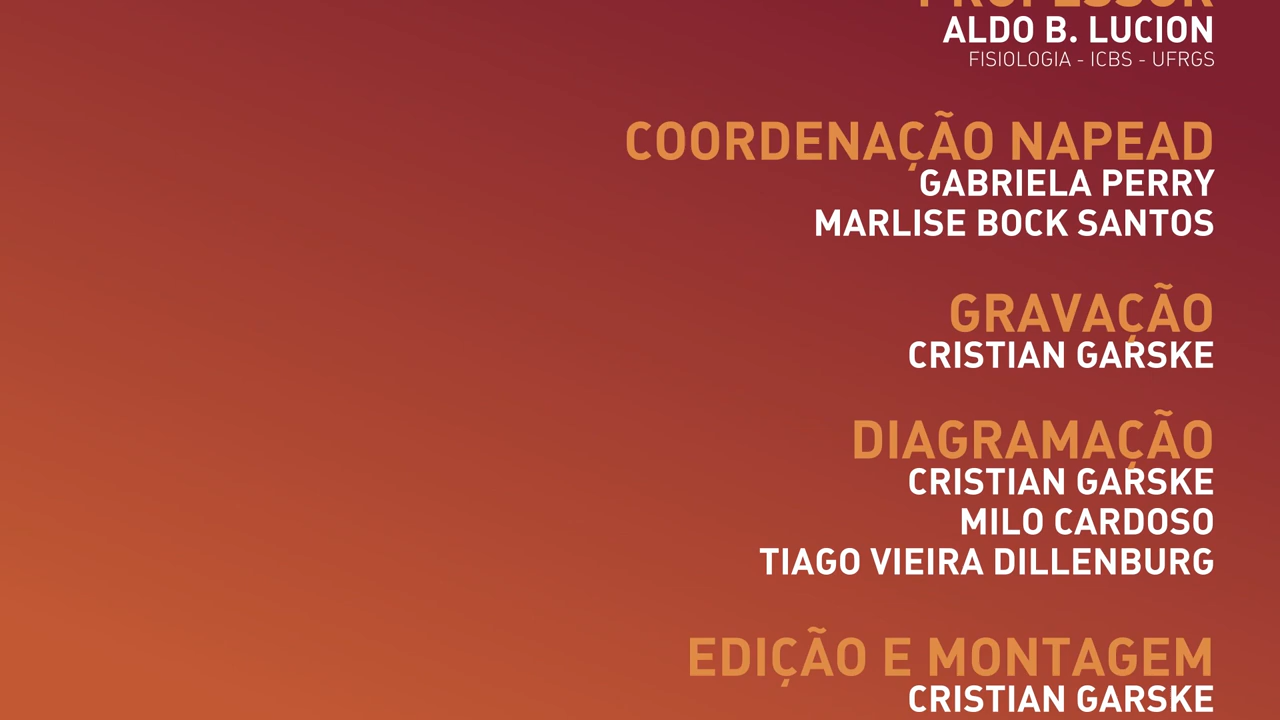 PROFESSOR
ALDO B. LUCION
FISIOLOGIA - ICBS - UFRGS
COORDENAÇÃO NAPEAD
GABRIELA PERRY
MARLISE BOCK SANTOS
GRAVAÇÃO
CRISTIAN GARSKE
DIAGRAMAÇÃO
CRISTIAN GARSKE
MILO CARDOSO
TIAGO VIEIRA DILLENBURG
EDIÇÃO E MONTAGEM
CRISTIAN GARSKE